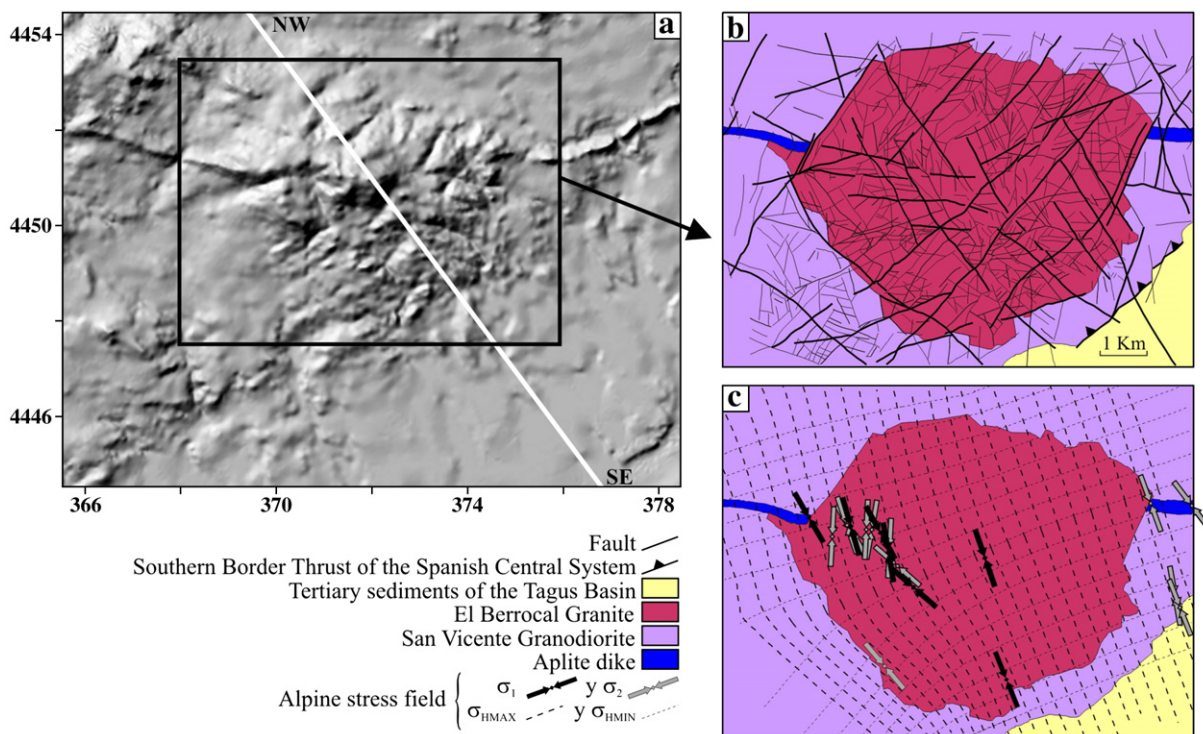 a
NW
SE
4454
4450
4446
366
370
374
378
b
1 Km
c
Fault
Southern Border Thrust of the Spanish Central System
Tertiary sediments of the Tagus Basin
El Berrocal Granite
San Vicente Granodiorite
Aplite dike
Alpine stress field
σ1 y σ2
σHMAX y σHMIN